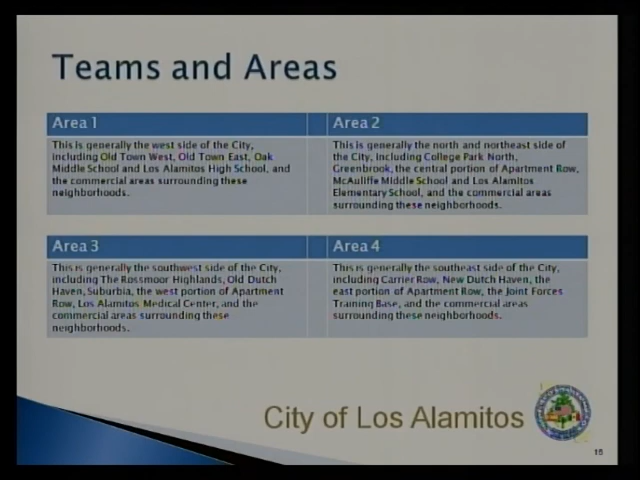 Teams and Areas
Area 1
This is generally the west side of the City,
including Old Town West, Old Town East, Oak
Middle School and Los Alamitos High School, and
the commercial areas surrounding these
neighborhoods.
Area 2
This is generally the north and northeast side of
the City, including College Park North,
Greenbrook, the central portion of Apartment Row,
McAuliffe Middle School and Los Alamitos
Elementary School, and the commercial areas
surrounding these neighborhoods.
Area 3
This is generally the southwest side of the City,
including The Rossmoor Highlands, Old Dutch
Haven, Suburbia, the west portion of Apartment
Row, Los Alamitos Medical Center, and the
commercial areas surrounding these
neighborhoods.
Area 4
This is generally the southeast side of the City,
including Carrier Row, New Dutch Haven, the
east portion of Apartment Row, the Joint Forces
Training Base, and the commercial areas
surrounding these neighborhoods.
City of Los Alamitos